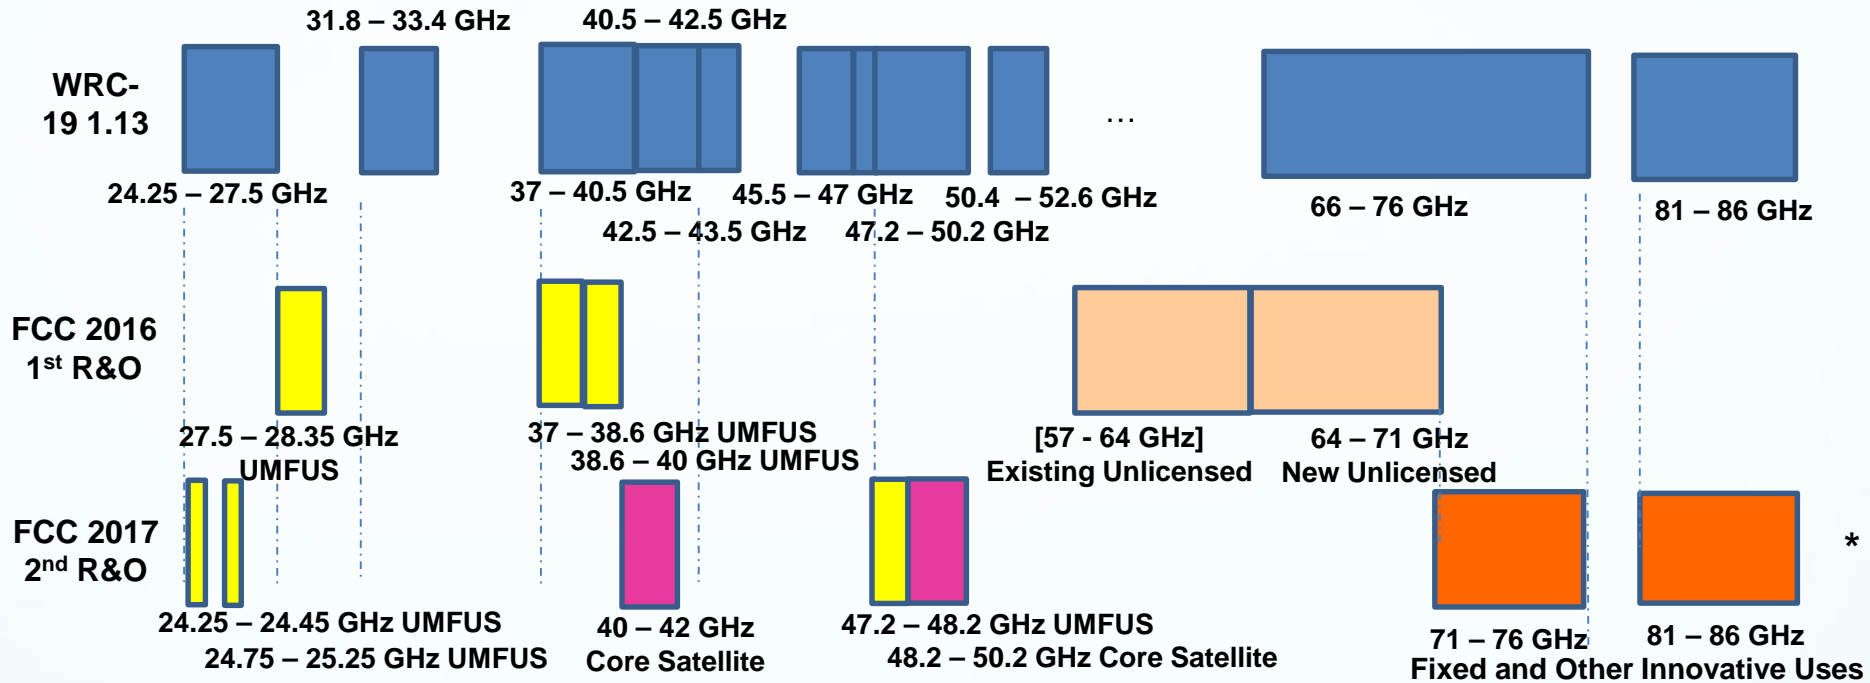 31.8 – 33.4 GHz
40.5 – 42.5 GHz
WRC-
19 1.13
...
24.25 – 27.5 GHz
37 – 40.5 GHz
45.5 – 47 GHz
50.4 – 52.6 GHz
66 – 76 GHz
81 – 86 GHz
42.5 – 43.5 GHz
47.2 – 50.2 GHz
FCC 2016
1st R&O
27.5 – 28.35 GHz
UMFUS
37 – 38.6 GHz UMFUS
38.6 – 40 GHz UMFUS
[57 - 64 GHz]
Existing Unlicensed
64 – 71 GHz
New Unlicensed
FCC 2017
2nd R&O
*
24.25 – 24.45 GHz UMFUS
24.75 – 25.25 GHz UMFUS
40 – 42 GHz
Core Satellite
47.2 – 48.2 GHz UMFUS
48.2 – 50.2 GHz Core Satellite
71 – 76 GHz
81 – 86 GHz
Fixed and Other Innovative Uses